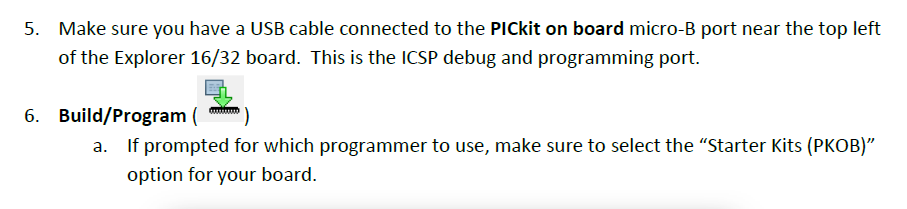 5. Make sure you have a USB cable connected to the PICkit on board micro-B port near the top left
of the Explorer 16/32 board. This is the ICSP debug and programming port.
6. Build/Program ( )
a. If prompted for which programmer to use, make sure to select the “Starter Kits (PKOB)”
option for your board.